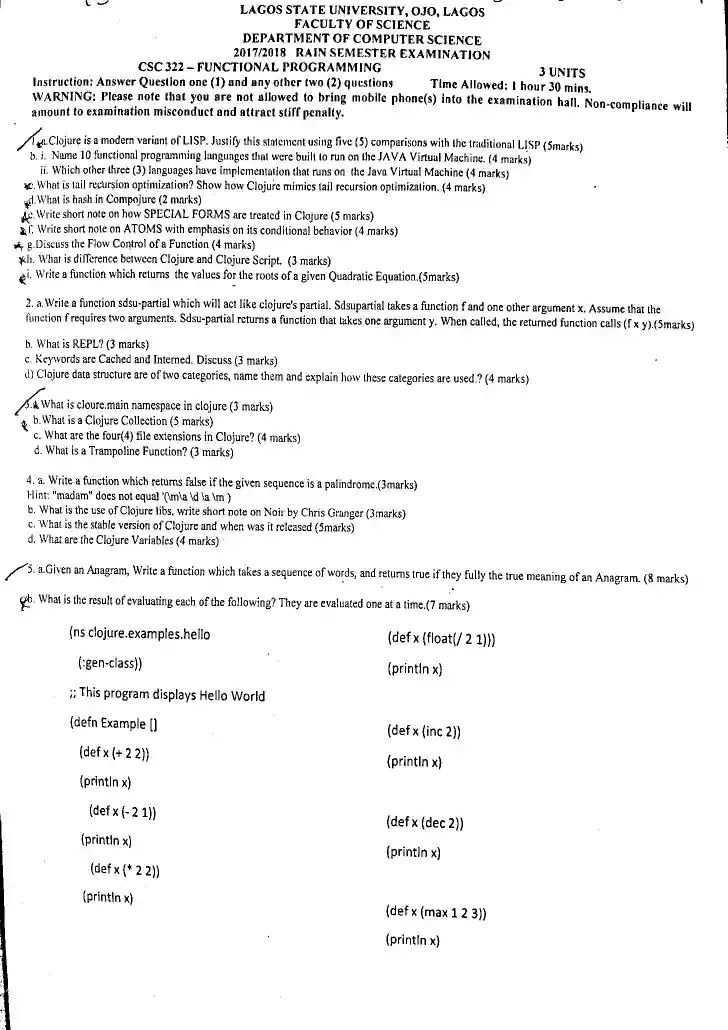 LAGOS STATE UNIVERSITY, OJO, LAGOS
FACULTY OF SCIENCE
DEPARTMENT OF COMPUTER SCIENCE
2017/2018 RAIN SEMESTER EXAMINATION
CSC 322 – FUNCTIONAL PROGRAMMING
3 UNITS
Instruction: Answer Question one (1) and any other two (2) questions Time Allowed: 1 hour 30 mins.
WARNING: Please note that you are not allowed to bring mobile phone(s) into the examination hall. Non-compliance will
amount to examination misconduct and attract stiff penalty.
1.a.Clojure is a modern variant of LISP. Justify this statement using five (5) comparisons with the traditional LISP (5marks)
b. i. Name 10 functional programming languages that were built to run on the JAVA Virtual Machine. (4 marks)
ii. Which other three (3) languages have implementation that runs on the Java Virtual Machine (4 marks)
c.What is tail recursion optimization? Show how Clojure mimics tail recursion optimization. (4 marks)
d.What is hash in Compojure (2 marks)
e.Write short note on how SPECIAL FORMS are treated in Clojure (5 marks)
f. Write short note on ATOMS with emphasis on its conditional behavior (4 marks)
g.Discuss the Flow Control of a Function (4 marks)
h. What is difference between Clojure and Clojure Script. (3 marks)
i. Write a function which returns the values for the roots of a given Quadratic Equation.(5marks)
2. a.Write a function sdsu-partial which will act like clojure's partial. Sdsupartial takes a function f and one other argument x. Assume that the
function f requires two arguments. Sdsu-partial returns a function that takes one argument y. When called, the returned function calls (f x y).(5marks)
b. What is REPL? (3 marks)
c. Keywords are Cached and Interned. Discuss (3 marks)
d) Clojure data structure are of two categories, name them and explain how these categories are used.? (4 marks)
3.a What is cloure.main namespace in clojure (3 marks)
b.What is a Clojure Collection (5 marks)
c. What are the four(4) file extensions in Clojure? (4 marks)
d. What is a Trampoline Function? (3 marks)
4. a. Write a function which returns false if the given sequence is a palindrome.(3marks)
Hint: "madam" does not equal '(\m\a \d \a \m )
b. What is the use of Clojure libs, write short note on Noir by Chris Granger (3marks)
c. What is the stable version of Clojure and when was it released (5marks)
d. What are the Clojure Variables (4 marks)
5. a.Given an Anagram, Write a function which takes a sequence of words, and returns true if they fully the true meaning of an Anagram. (8 marks)
b. What is the result of evaluating each of the following? They are evaluated one at a time.(7 marks)
(ns clojure.examples.hello
(:gen-class))
;; This program displays Hello World
(defn Example []
(def x (+ 2 2))
(println x)
(def x (- 2 1))
(println x)
(def x (* 2 2))
(println x)
(def x (float(/ 2 1)))
(println x)
(def x (inc 2))
(println x)
(def x (dec 2))
(println x)
(def x (max 1 2 3))
(println x)